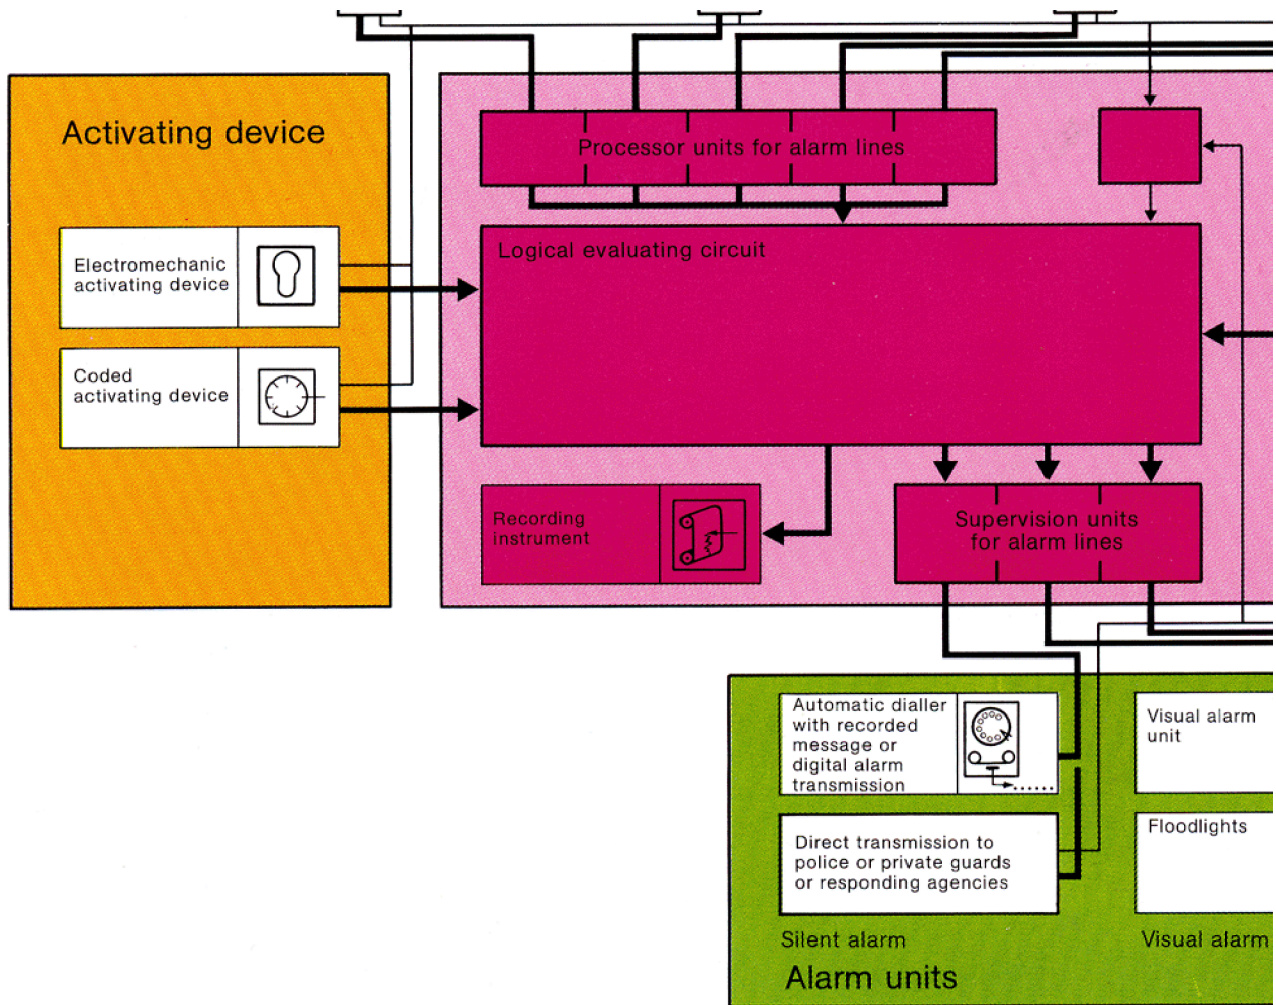 Activating device
Electromechanic
activating device
Coded
activating device
Processor units for alarm lines
Logical evaluating circuit
Recording
instrument
Supervision units
for alarm lines
Automatic dialler
with recorded
message or
digital alarm
transmission
Visual alarm
unit
Direct transmission to
police or private guards
or responding agencies
Floodlights
Silent alarm
Visual alarm
Alarm units